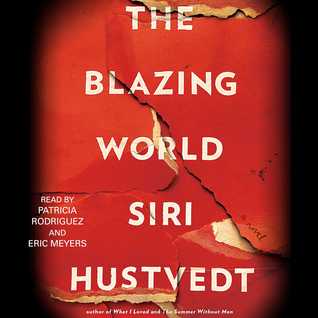 THE
BLAZING
WORLD
READ BY
PATRICIA
RODRIGUEZ
AND
ERIC MEYERS
SIRI
a novel
HUSTVEDT
author of What I Loved and The Summer Without Men